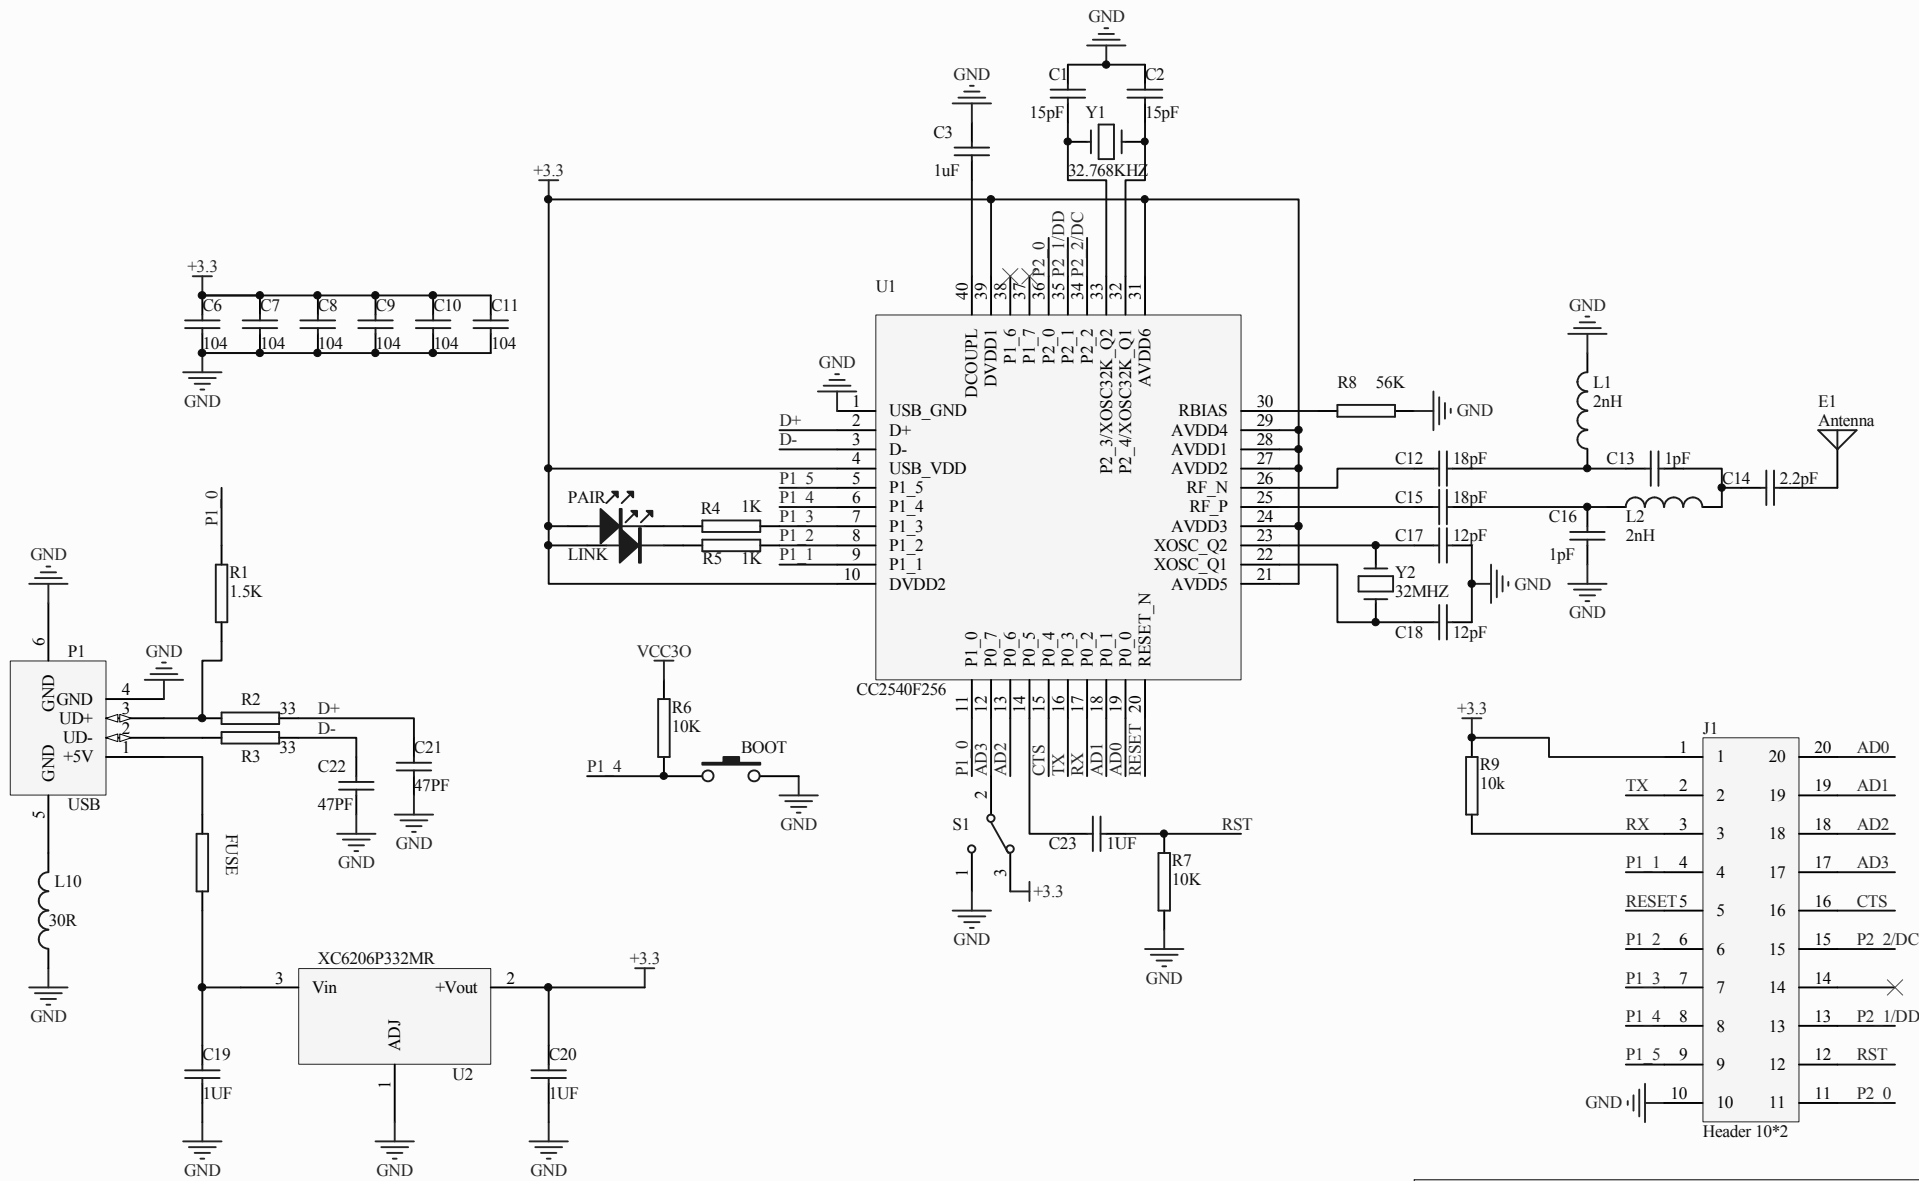 GND
C1
C2
15pF
Y1
15pF
32.768KHZ
GND
C3
1uF
+3.3
+3.3
C6
C7
C8
C9
C10
C11
104
104
104
104
104
104
GND
U1
40
39
38
37
36
35
34
33
32
31
P2_0
P2_1/DD
P2_2/DC
DCOUPL
DVDD1
P1_6
P1_7
P2_0
P2_1
P2_2
P2_3/XOSC32K_Q2
P2_4/XOSC32K_Q1
AVDD6
GND
1 USB_GND
D+ 2 D+
D- 3 D-
4 USB_VDD
P1_5 5 P1_5
P1_4 6 P1_4
P1_3 7 P1_3
P1_2 8 P1_2
P1_1 9 P1_1
10 DVDD2
PAIR
LINK
R4 1K
R5 1K
RBIAS 30
AVDD4 29
AVDD1 28
AVDD2 27
RF_N 26
RF_P 25
AVDD3 24
XOSC_Q2 23
XOSC_Q1 22
AVDD5 21
P1_0
P0_7
P0_6
P0_5
P0_4
P0_3
P0_2
P0_1
P0_0
RESET_N
CC2540F256
11
12
13
14
15
16
17
18
19
20
P1_0
AD3
AD2
CTS
TX
RX
AD1
AD0
RESET
R8 56K
GND
GND
L1
2nH
E1
Antenna
C12 18pF
C13 1pF
C14 2.2pF
C15 18pF
L2
2nH
C16
1pF
GND
C17 12pF
Y2
32MHZ
GND
C18 12pF
P1_0
R1
1.5K
GND
6
P1
GND
GND
GND 4
UD+ 3
UD- 2
+5V 1
GND
USB
5
R2 33 D+
R3 33 D-
C21
47PF
GND
C22
47PF
GND
FUSE
L10
30R
GND
XC6206P332MR
3 Vin
+Vout 2
ADJ
1
U2
+3.3
C19
1UF
GND
GND
C20
1UF
GND
VCC3O
R6
10K
P1_4
BOOT
GND
S1
2
1
3
GND
+3.3
C23 1UF
RST
R7
10K
GND
+3.3
R9
10k
J1
1 1 20 20 AD0
TX 2 2 19 19 AD1
RX 3 3 18 18 AD2
P1_1 4 4 17 17 AD3
RESET 5 5 16 16 CTS
P1_2 6 6 15 15 P2_2/DC
P1_3 7 7 14 14
P1_4 8 8 13 13 P2_1/DD
P1_5 9 9 12 12 RST
GND 10 10 11 11 P2_0
Header 10*2